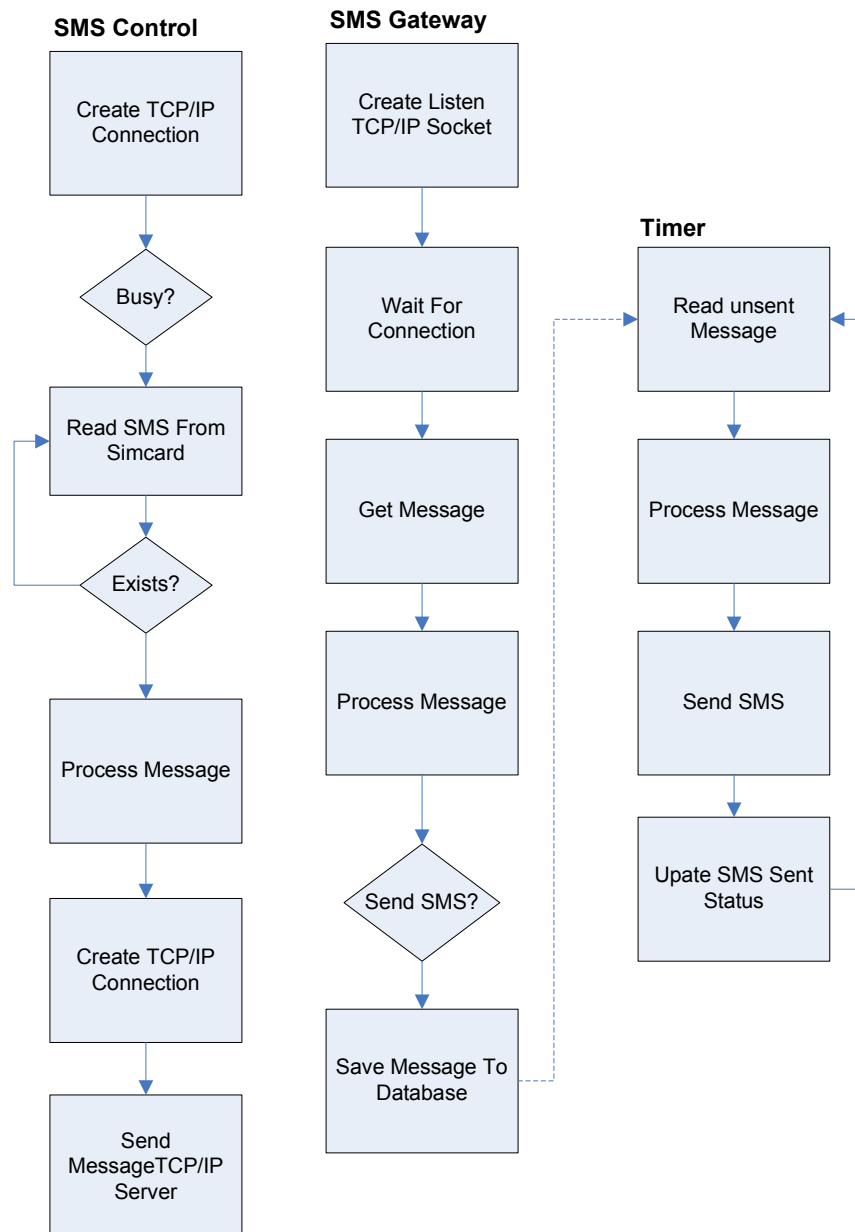 SMS Control
Create TCP/IP
Connection
Busy?
Read SMS From
Simcard
Exists?
Process Message
Create TCP/IP
Connection
Send
MessageTCP/IP
Server
SMS Gateway
Create Listen
TCP/IP Socket
Wait For
Connection
Get Message
Process Message
Send SMS?
Save Message To
Database
Timer
Read unsent
Message
Process Message
Send SMS
Upate SMS Sent
Status